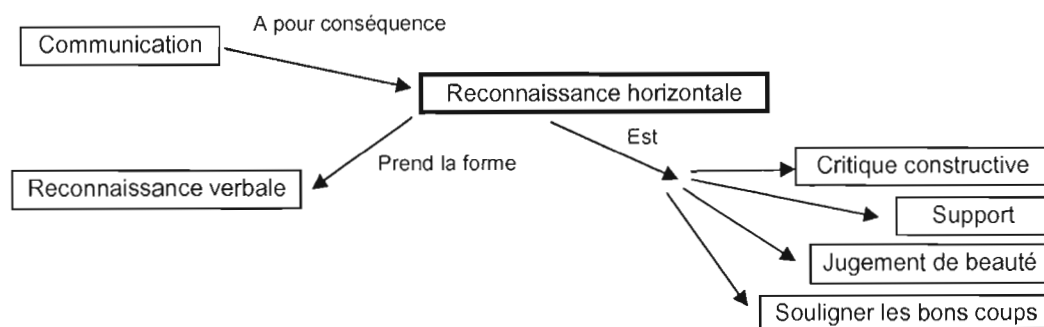 A pour conséquence
Communication
Reconnaissance horizontale
Est
Prend la forme
Critique constructive
Reconnaissance verbale
Support
Jugement de beauté
Souligner les bons coups